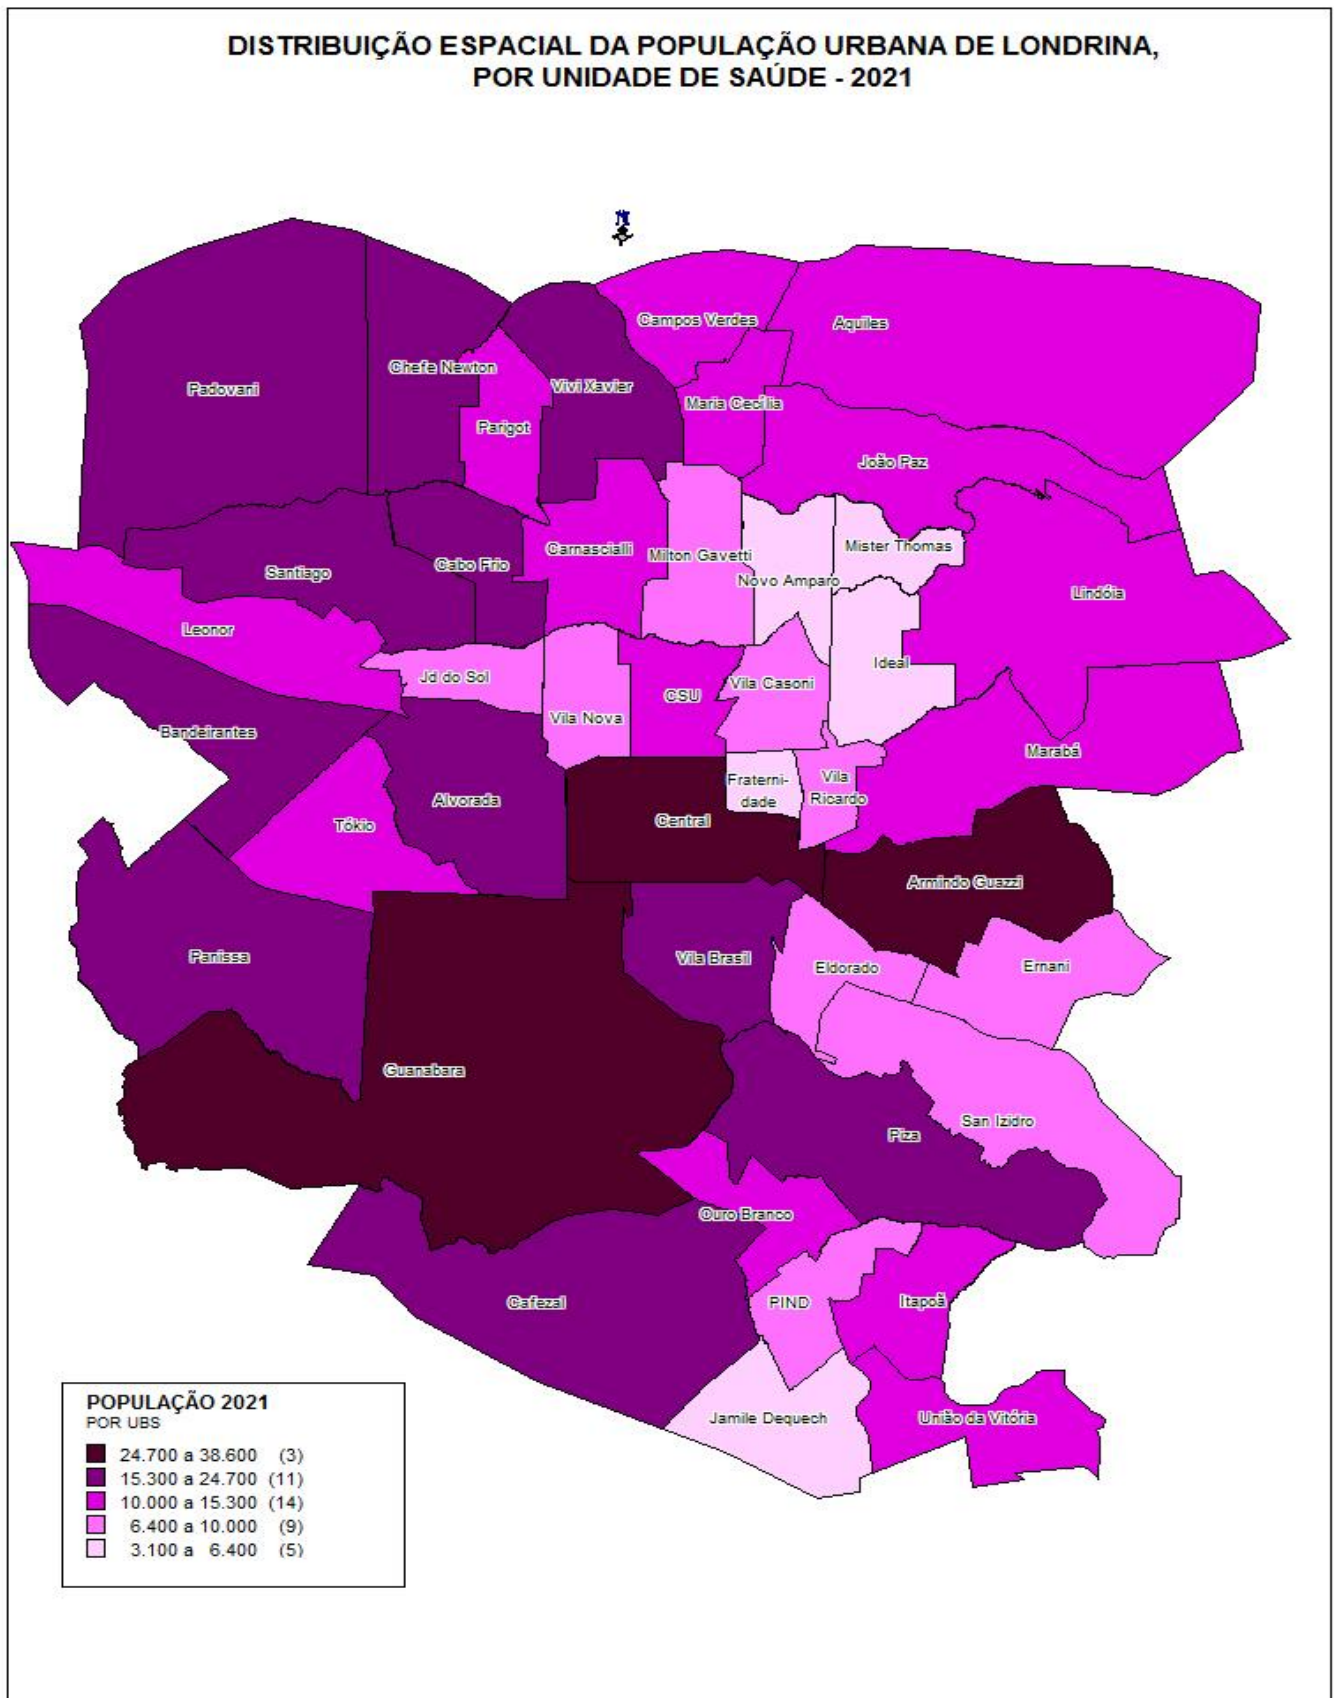 DISTRIBUIÇÃO ESPACIAL DA POPULAÇÃO URBANA DE LONDRINA,
POR UNIDADE DE SAÚDE - 2021
N
Campos Verdes
Aquiles
Chefe Newton
Padovani
Vivi Xavier
Maria Cecília
Parigot
João Paz
Carnascialli
Milton Gavetti
Mister Thomas
Cabo Frio
Santiago
Novo Amparo
Lindóia
Leonor
Ideal
Jd do Sol
Vila Casoni
CSU
Vila Nova
Bandeirantes
Marabá
Fraterni-
dade
Vila
Ricardo
Alvorada
Central
Tókio
Armindo Guazzi
Panissa
Vila Brasil
Eldorado
Ernani
Guanabara
San Izidro
Piza
Ouro Branco
Cafezal
PIND
Itapoã
Jamile Dequech
União da Vitória
POPULAÇÃO 2021
POR UBS
24.700 a 38.600 (3)
15.300 a 24.700 (11)
10.000 a 15.300 (14)
6.400 a 10.000 (9)
3.100 a 6.400 (5)